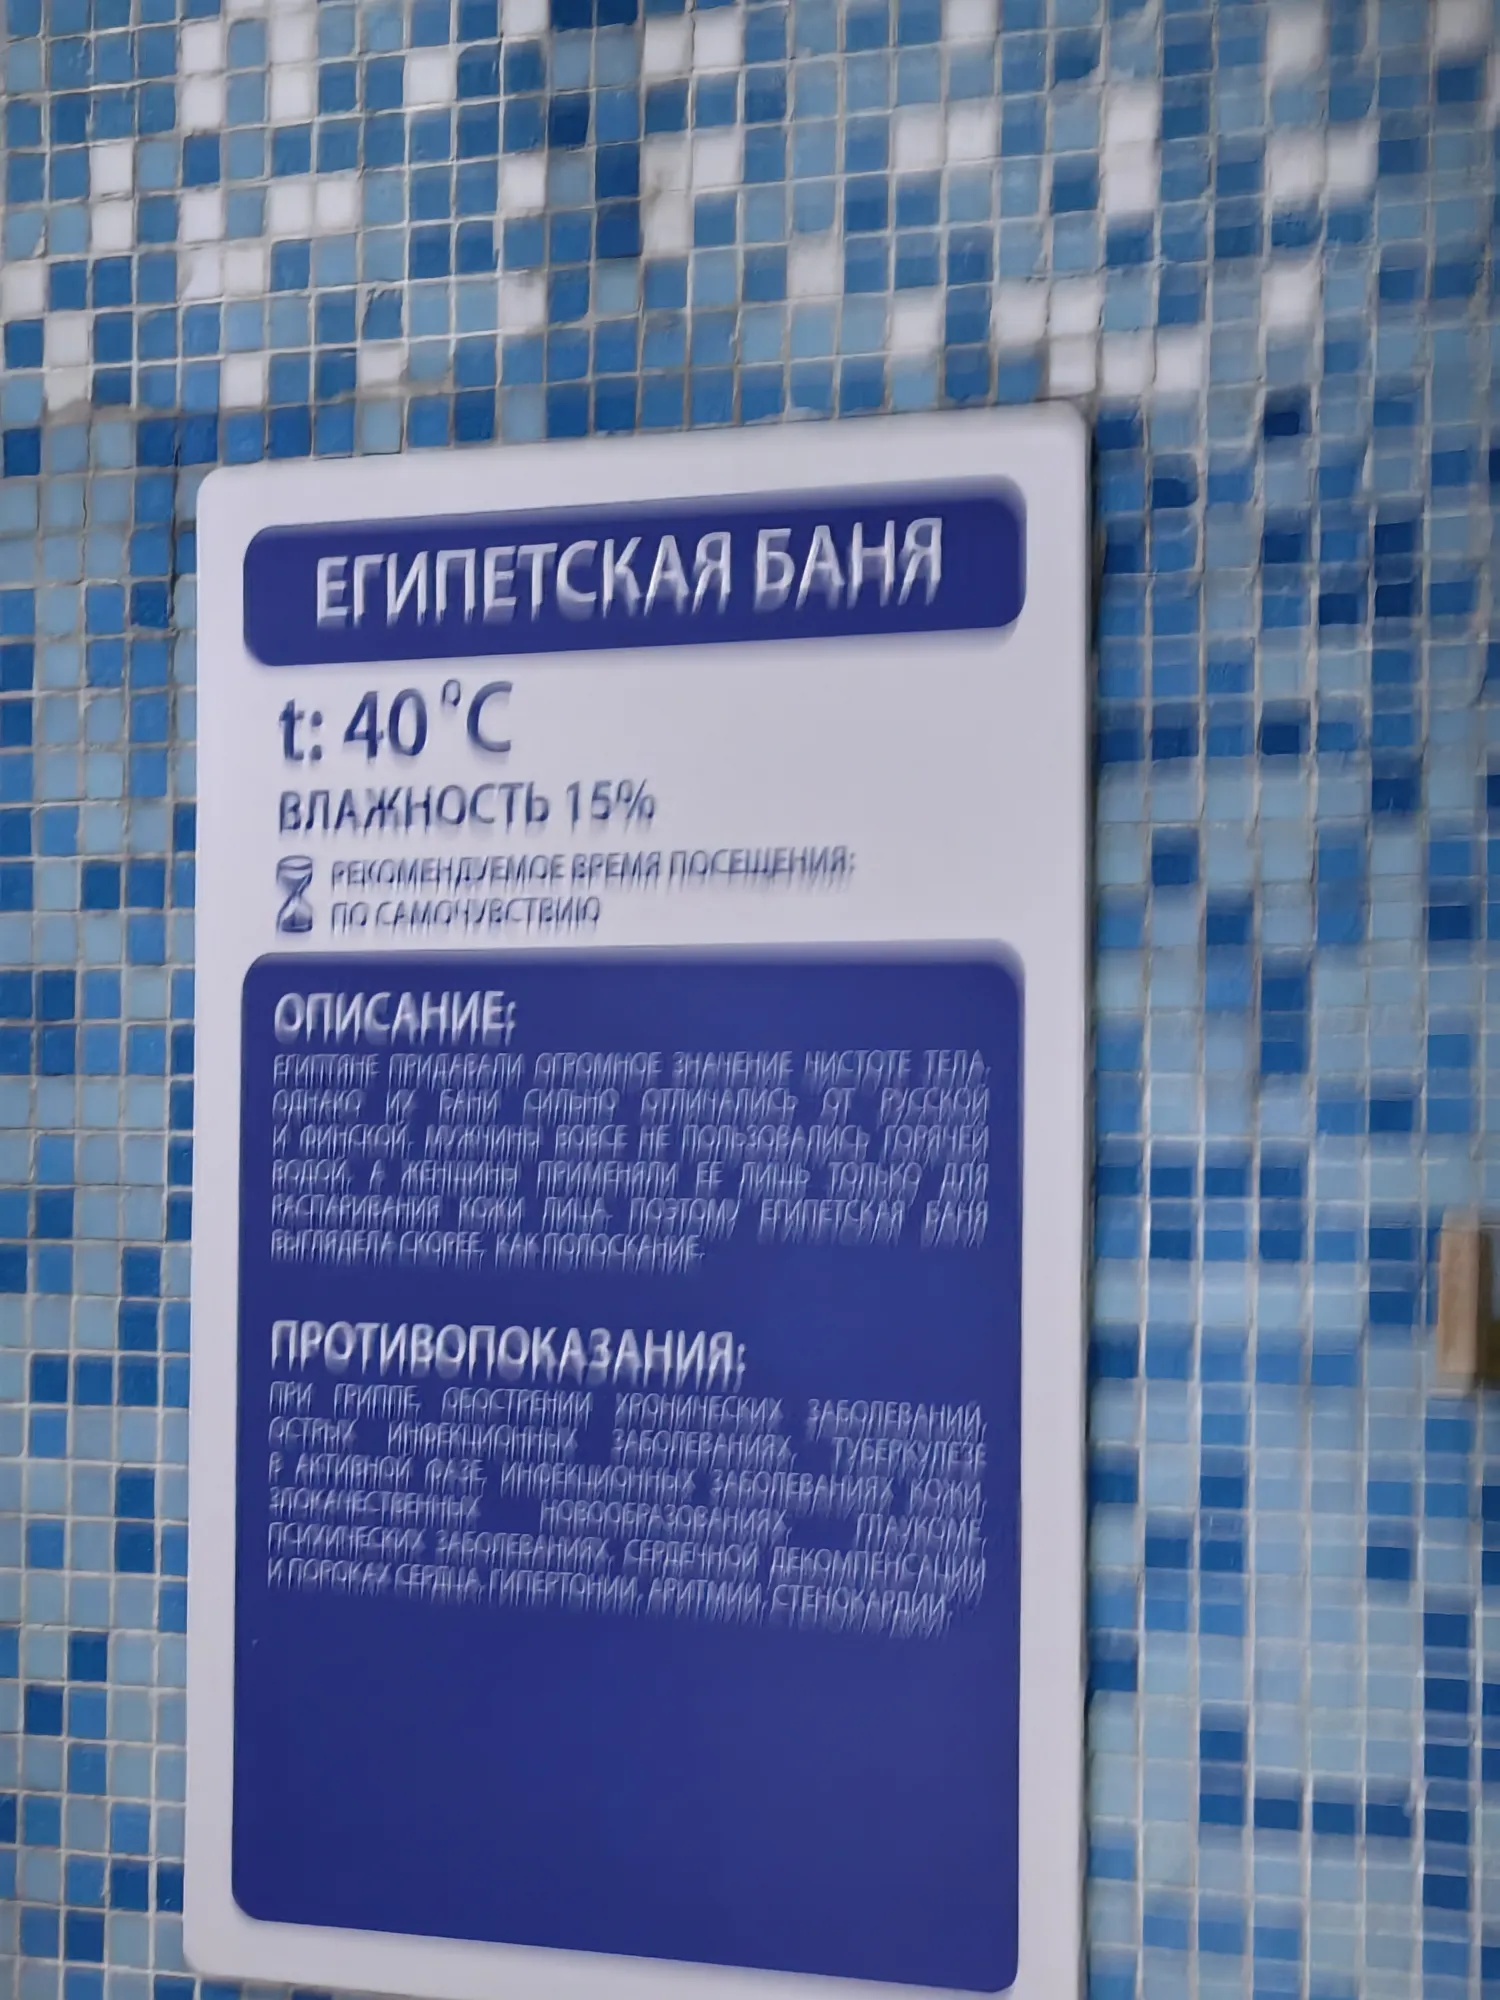 ЕГИПЕТСКАЯ БАНЯ
t: 40°C
ВЛАЖНОСТЬ 15%
РЕКОМЕНДУЕМОЕ ВРЕМЯ ПОСЕЩЕНИЯ:
ПО САМОЧУВСТВИЮ
ОПИСАНИЕ:
ЕГИПТЯНЕ ПРИДАВАЛИ ОГРОМНОЕ ЗНАЧЕНИЕ ЧИСТОТЕ ТЕЛА.
ОДНАКО ИХ БАНИ СИЛЬНО ОТЛИЧАЛИСЬ ОТ РУССКОЙ
И ФИНСКОЙ. МУЖЧИНЫ ВОВСЕ НЕ ПОЛЬЗОВАЛИСЬ ГОРЯЧЕЙ
ВОДОЙ, А ЖЕНЩИНЫ ПРИМЕНЯЛИ ЕЕ ЛИШЬ ТОЛЬКО ДЛЯ
РАСПАРИВАНИЯ КОЖИ ЛИЦА. ПОЭТОМУ ЕГИПЕТСКАЯ БАНЯ
ВЫГЛЯДЕЛА СКОРЕЕ, КАК ПОЛОСКАНИЕ.
ПРОТИВОПОКАЗАНИЯ:
ПРИ ГРИППЕ, ОБОСТРЕНИИ ХРОНИЧЕСКИХ ЗАБОЛЕВАНИЙ,
ОСТРЫХ ИНФЕКЦИОННЫХ ЗАБОЛЕВАНИЯХ, ТУБЕРКУЛЕЗЕ
В АКТИВНОЙ ФАЗЕ, ИНФЕКЦИОННЫХ ЗАБОЛЕВАНИЯХ КОЖИ,
ЗЛОКАЧЕСТВЕННЫХ НОВООБРАЗОВАНИЯХ, ГЛАУКОМЕ,
ПСИХИЧЕСКИХ ЗАБОЛЕВАНИЯХ, СЕРДЕЧНОЙ ДЕКОМПЕНСАЦИИ
И ПОРОКАХ СЕРДЦА, ГИПЕРТОНИИ, АРИТМИИ, СТЕНОКАРДИИ.